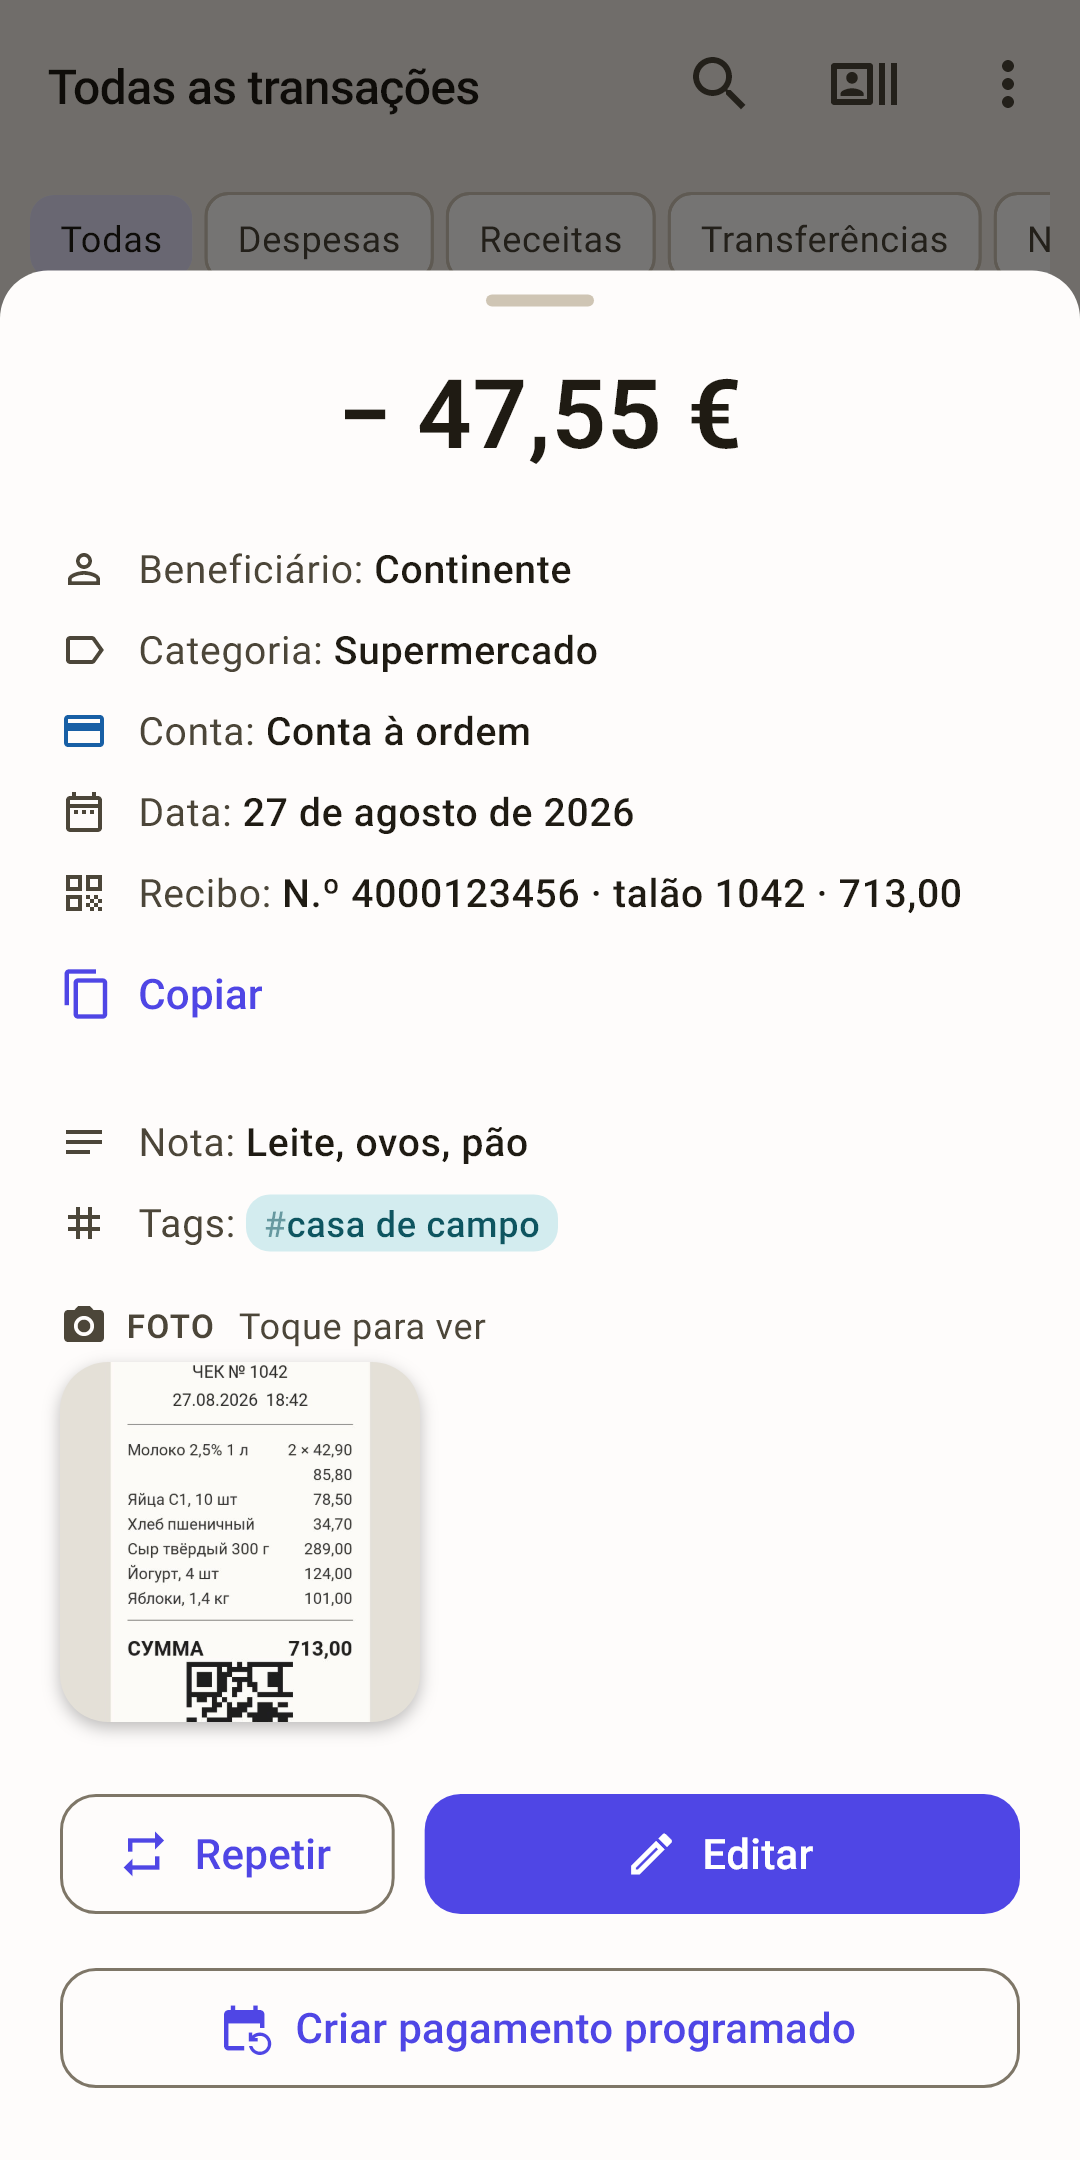 Todas as transações
Todas
Despesas
Receitas
Transferências
N
− 47,55 €
Beneficiário: Continente
Categoria: Supermercado
Conta: Conta à ordem
Data: 27 de agosto de 2026
Recibo: N.º 4000123456 · talão 1042 · 713,00
Copiar
Nota: Leite, ovos, pão
Tags: #casa de campo
FOTO Toque para ver
ЧЕК № 1042
27.08.2026 18:42
Молоко 2,5% 1 л 2 × 42,90
85,80
Яйца С1, 10 шт 78,50
Хлеб пшеничный 34,70
Сыр твёрдый 300 г 289,00
Йогурт, 4 шт 124,00
Яблоки, 1,4 кг 101,00
СУММА 713,00
Repetir
Editar
Criar pagamento programado